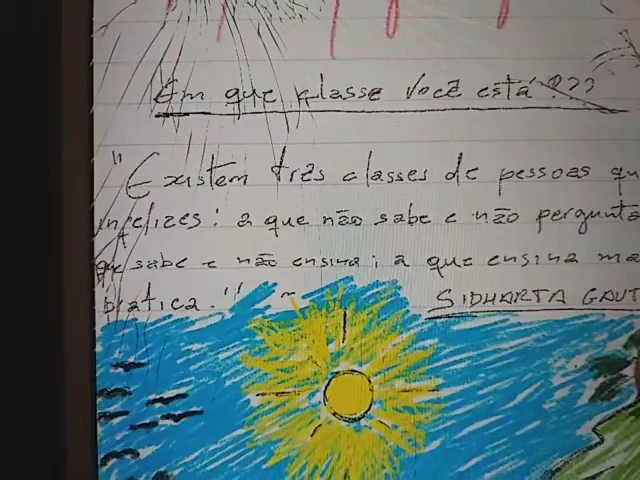 Em que classe você está???
"Existem três classes de pessoas qu
infelizes: a que não sabe e não pergunta
que sabe e não ensina; a que ensina ma
pratica."
SIDHARTA GAUT